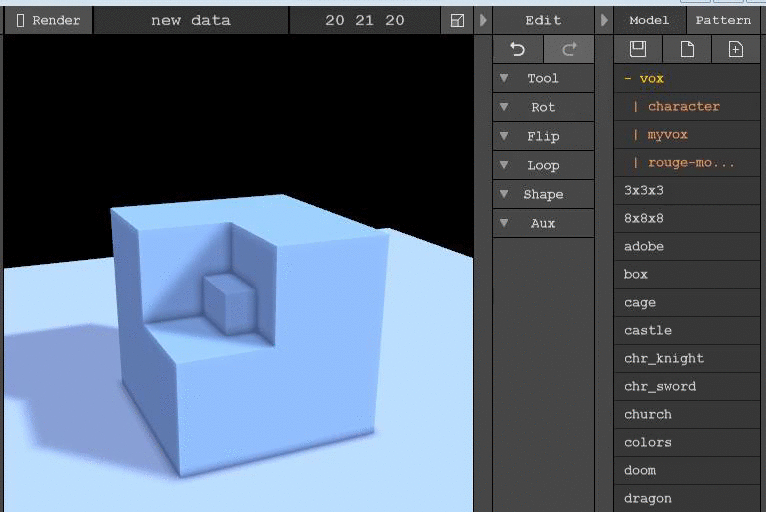 Render
new data
20 21 20
Edit
Model
Pattern
Tool
Rot
Flip
Loop
Shape
Aux
- vox
| character
| myvox
| rouge-mo...
3x3x3
8x8x8
adobe
box
cage
castle
chr_knight
chr_sword
church
colors
doom
dragon